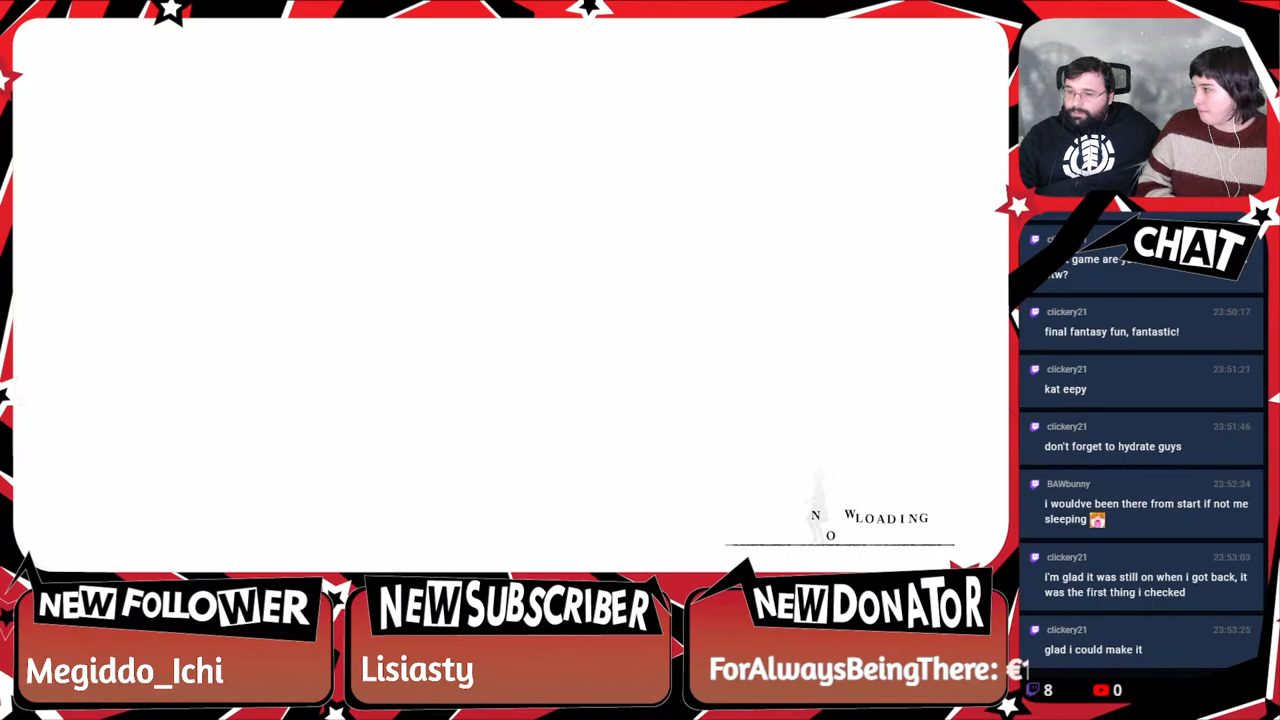 NOW LOADING
CHAT
game are
tw?
clickery21 23:50:17
final fantasy fun, fantastic!
clickery21 23:51:21
kat eepy
clickery21 23:51:46
don't forget to hydrate guys
BAWbunny 23:52:34
i wouldve been there from start if not me
sleeping
clickery21 23:53:03
i'm glad it was still on when i got back, it
was the first thing i checked
clickery21 23:53:25
glad i could make it
8 0
NEW FOLLOWER
Megiddo_Ichi
NEW SUBSCRIBER
Lisiasty
NEW DONATOR
ForAlwaysBeingThere: €1